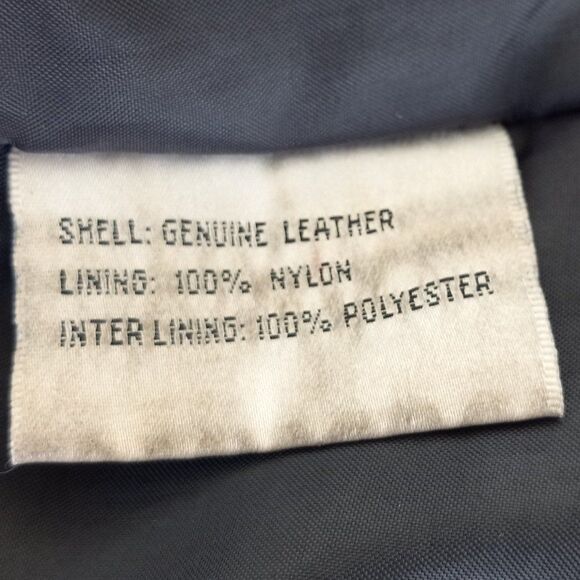 SHELL: GENUINE LEATHER
LINING: 100% NYLON
INTER LINING: 100% POLYESTER